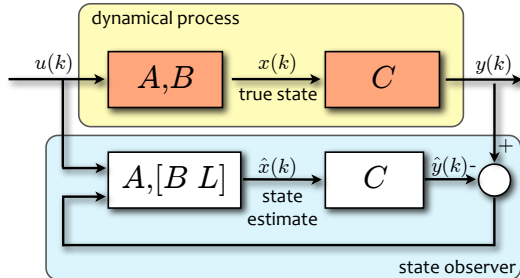 dynamical process
u(k)
A,B
x(k)
true state
C
y(k)
+
A,[B L]
x̂(k)
state
estimate
C
ŷ(k)
-
state observer